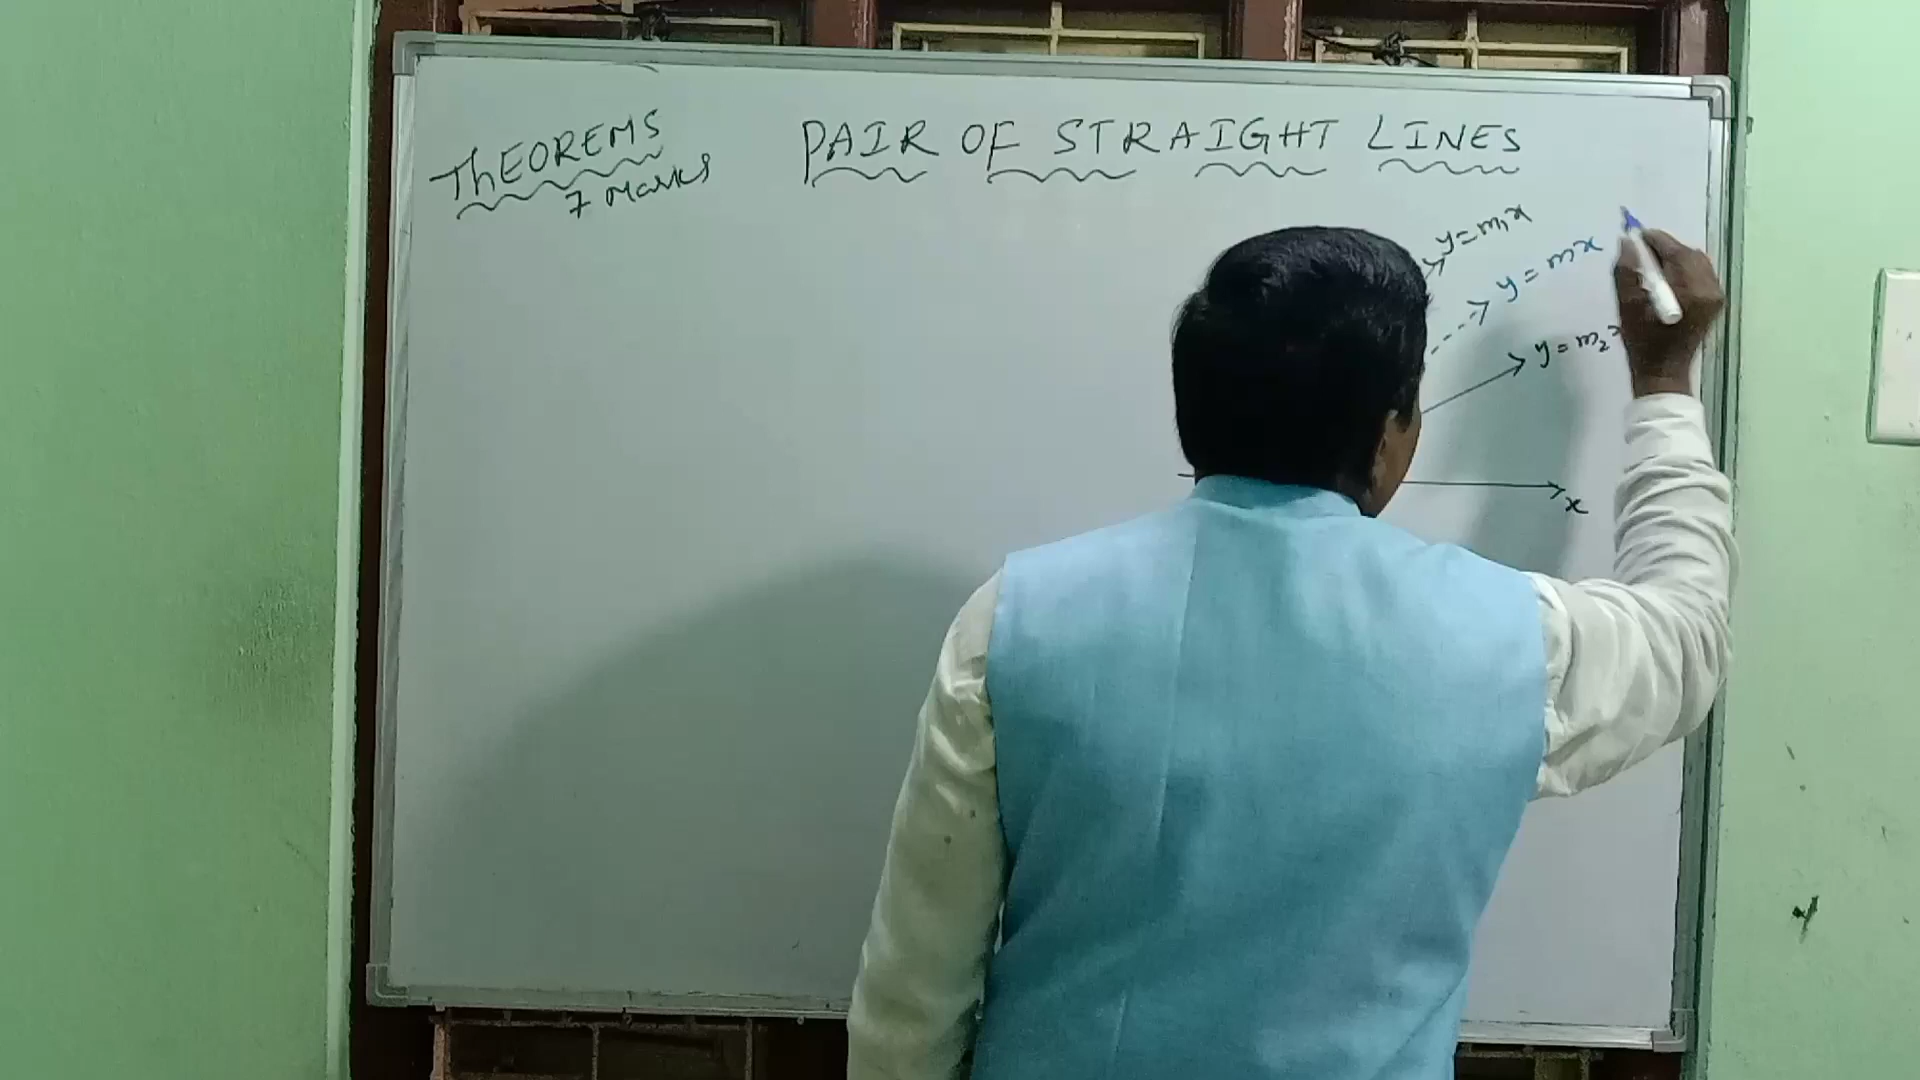 ThEOREMS
7 Marks
PAIR OF STRAIGHT LINES
y=m₁x
y = mx
y = m₂x
x